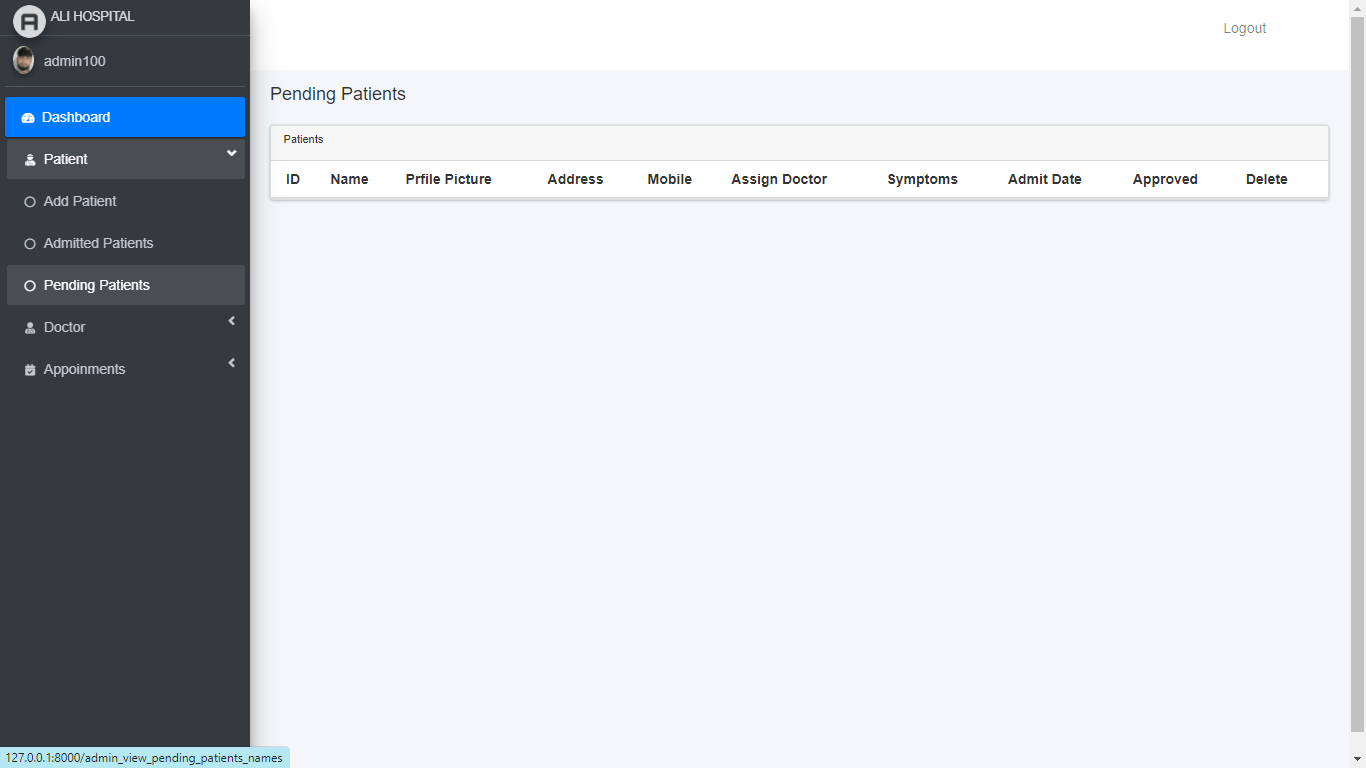 ALI HOSPITAL
admin100
Dashboard
Patient
Add Patient
Admitted Patients
Pending Patients
Doctor
Appoinments
Logout
Pending Patients
Patients
ID Name Prfile Picture Address Mobile Assign Doctor Symptoms Admit Date Approved Delete
127.0.0.1:8000/admin_view_pending_patients_names